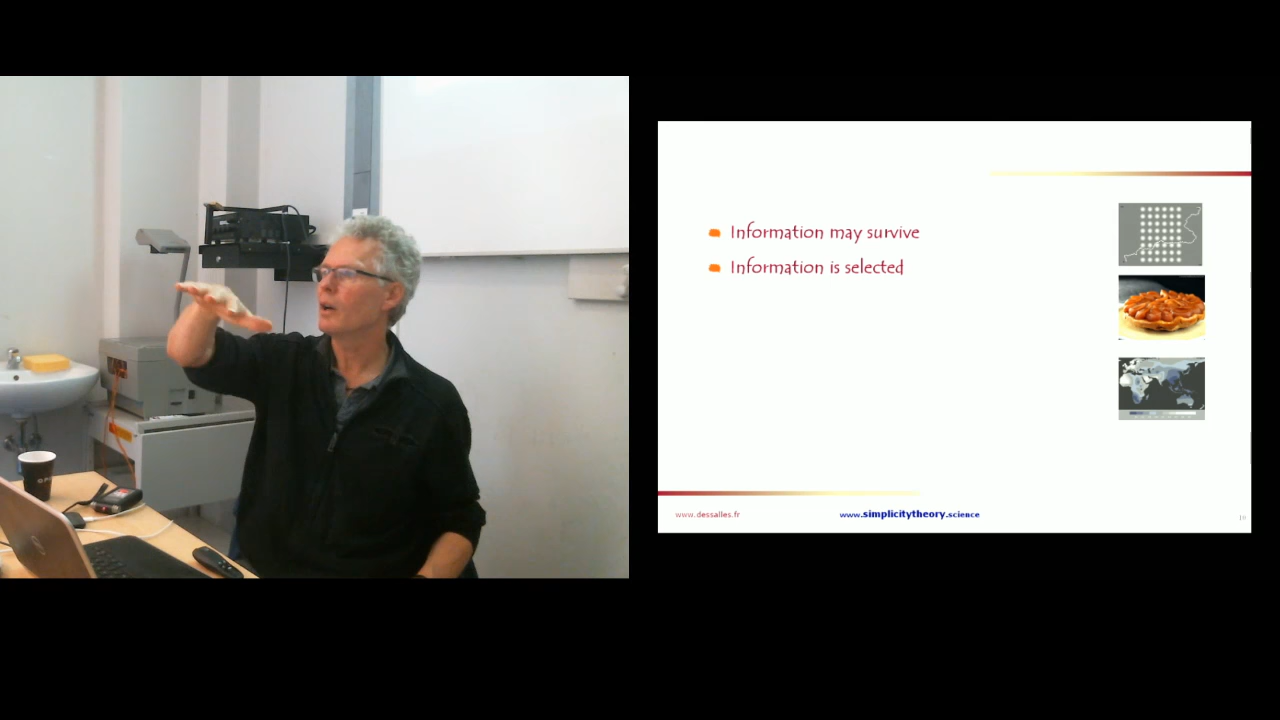 Information may survive
Information is selected
www.dessalles.fr
www.simplicitytheory.science